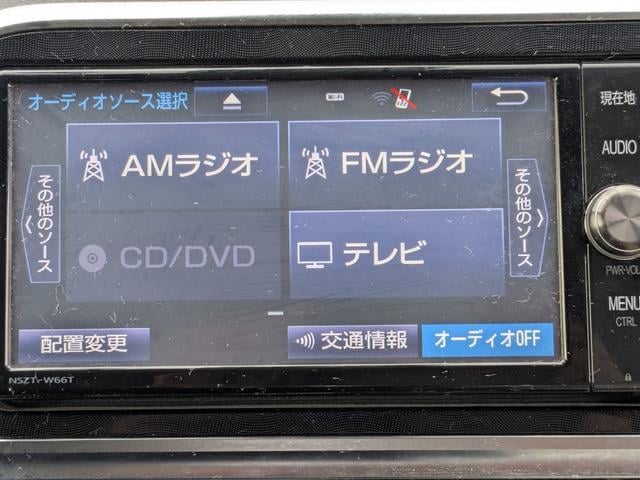 オーディオソース選択
Wi-Fi
現在地
AMラジオ
FMラジオ
AUDIO
その他のソース
その他のソース
CD/DVD
テレビ
PWR-VOL
MENU
CTRL
配置変更
交通情報
オーディオOFF
NSZT-W66T